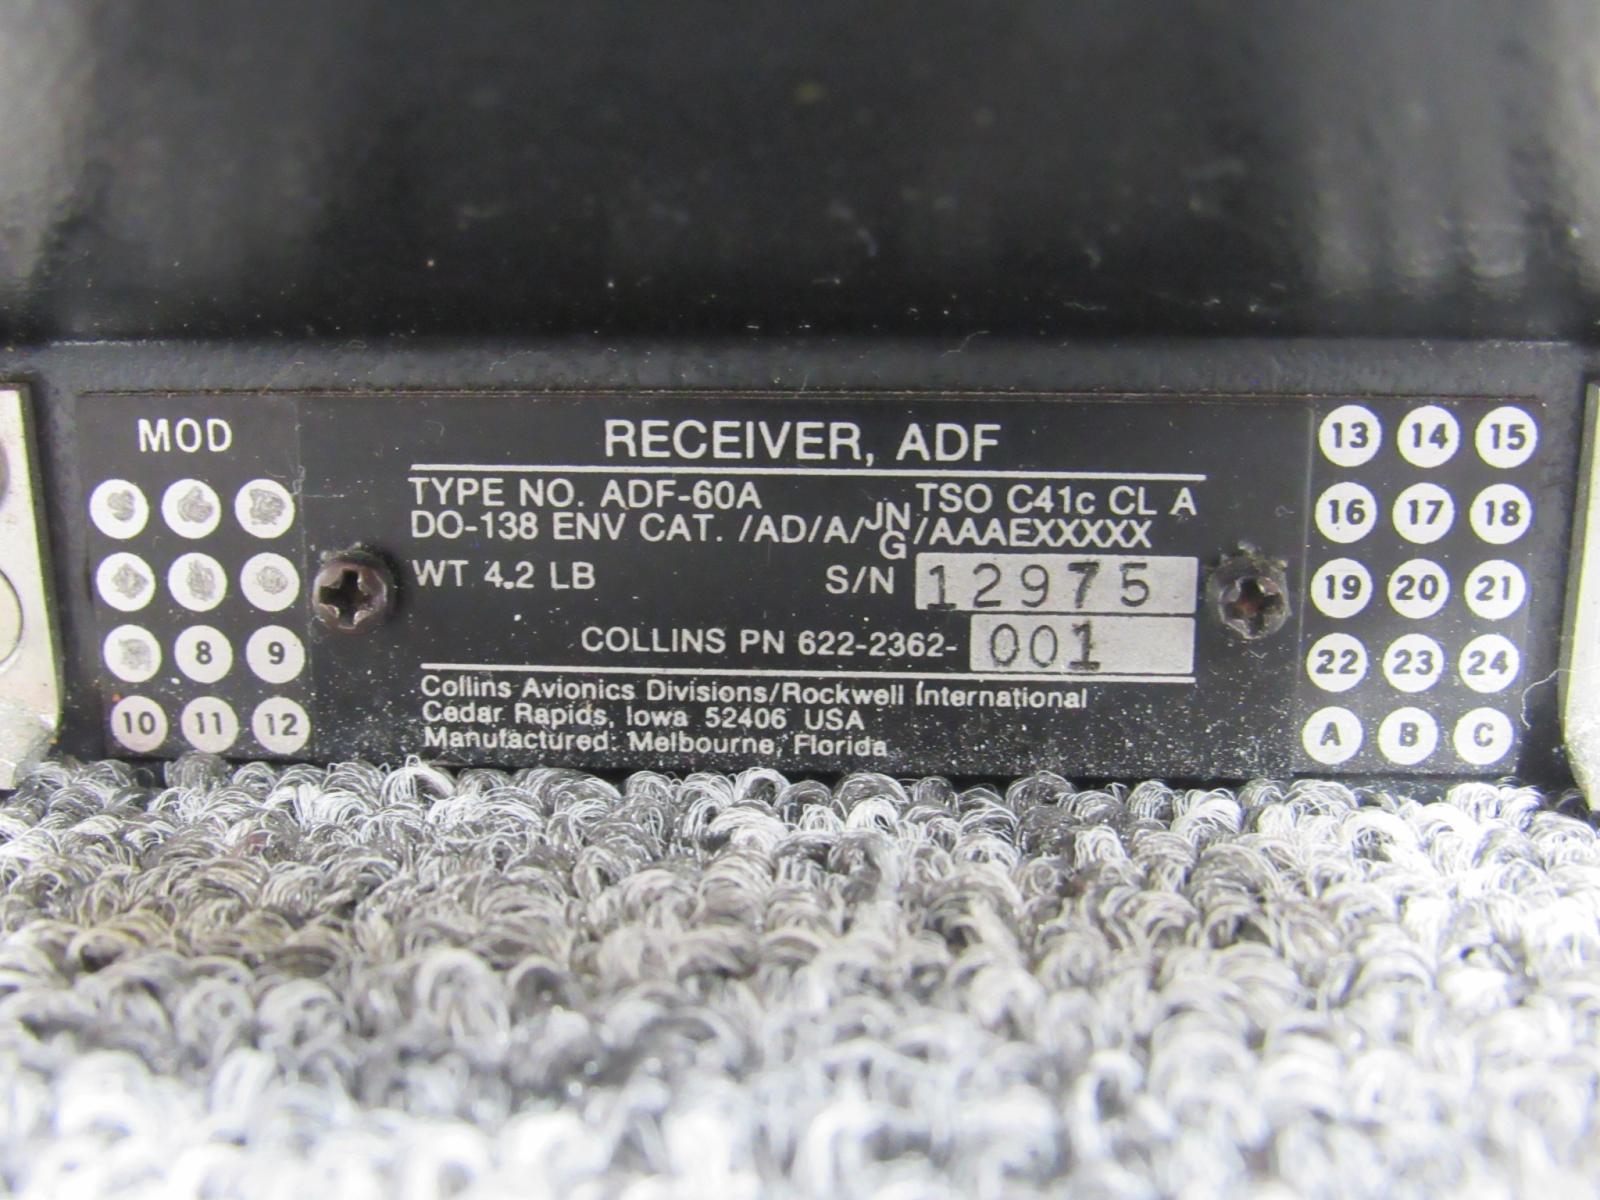 MOD
8 9
10 11 12
RECEIVER, ADF
TYPE NO. ADF-60A TSO C41c CL A
DO-138 ENV CAT. /AD/A/JN/AAAEXXXXX
G
WT 4.2 LB S/N 12975
COLLINS PN 622-2362-001
Collins Avionics Divisions/Rockwell International
Cedar Rapids, Iowa 52406 USA
Manufactured: Melbourne, Florida
13 14 15
16 17 18
19 20 21
22 23 24
A B C